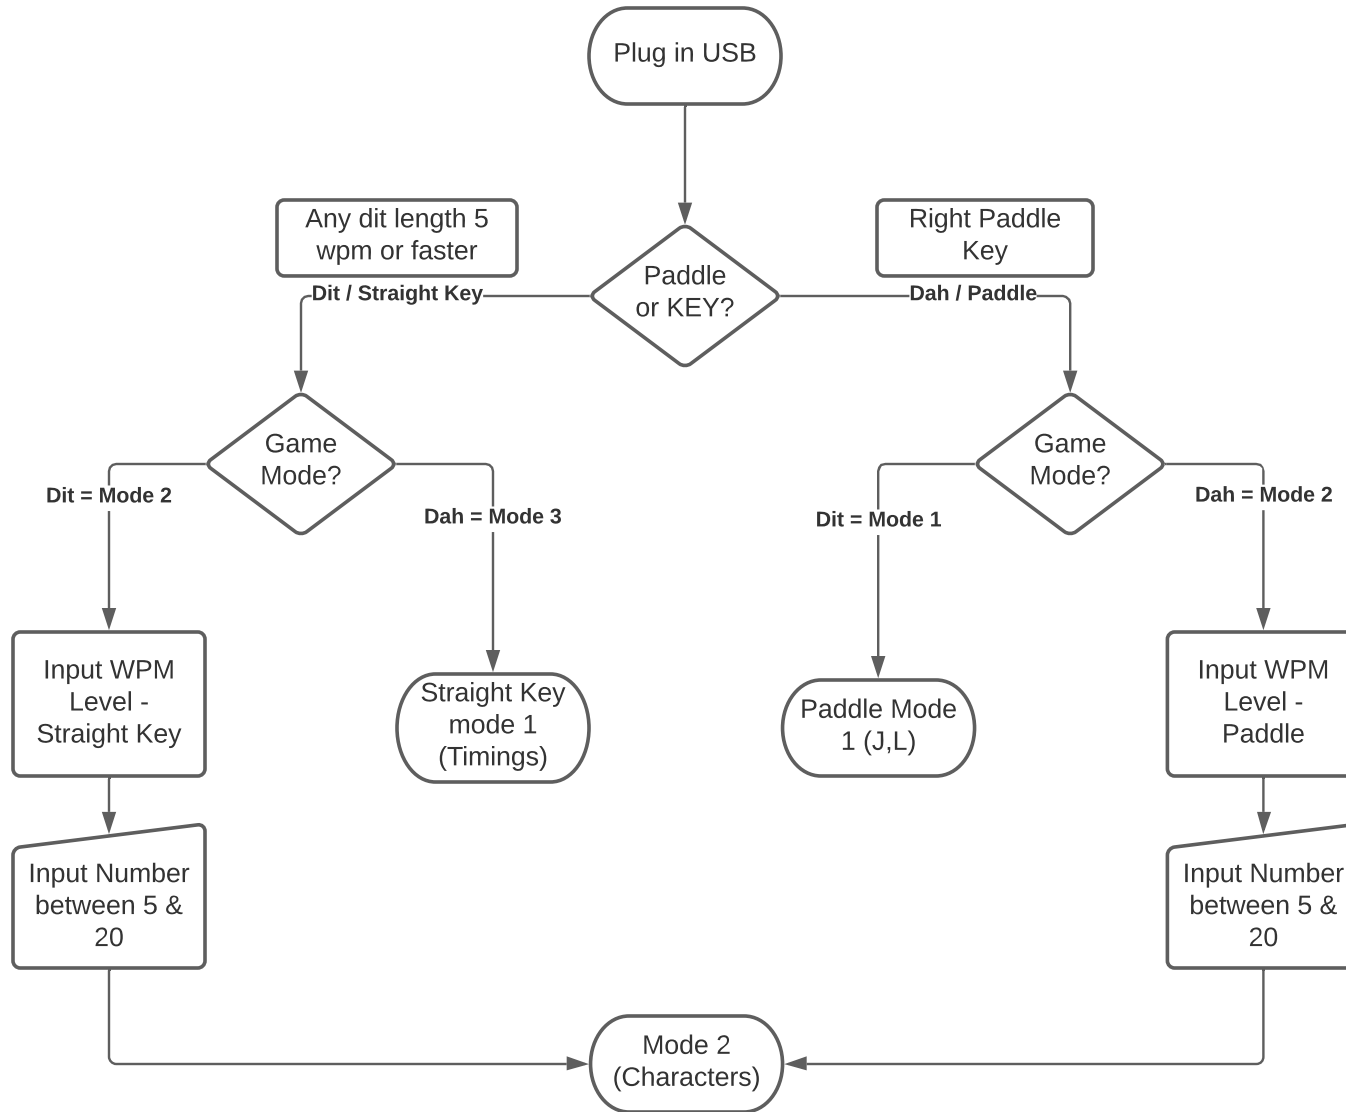 Plug in USB
Any dit length 5
wpm or faster
Right Paddle
Key
Paddle
or KEY?
Dit / Straight Key
Dah / Paddle
Game
Mode?
Game
Mode?
Dit = Mode 2
Dah = Mode 3
Dit = Mode 1
Dah = Mode 2
Input WPM
Level -
Straight Key
Straight Key
mode 1
(Timings)
Paddle Mode
1 (J,L)
Input WPM
Level -
Paddle
Input Number
between 5 &
20
Input Number
between 5 &
20
Mode 2
(Characters)